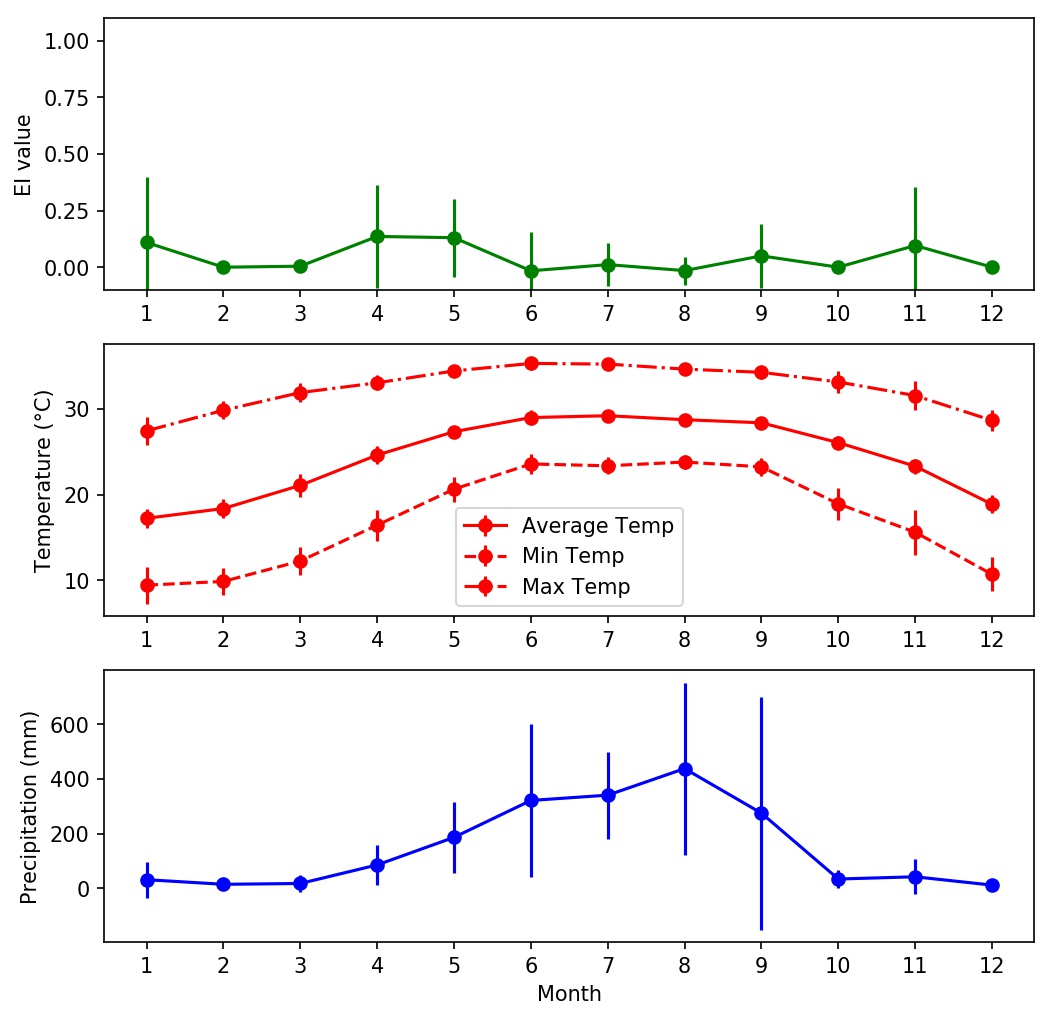 EI value
1.00
0.75
0.50
0.25
0.00
1 2 3 4 5 6 7 8 9 10 11 12
Temperature (°C)
30
20
10
Average Temp
Min Temp
Max Temp
1 2 3 4 5 6 7 8 9 10 11 12
Precipitation (mm)
600
400
200
0
1 2 3 4 5 6 7 8 9 10 11 12
Month